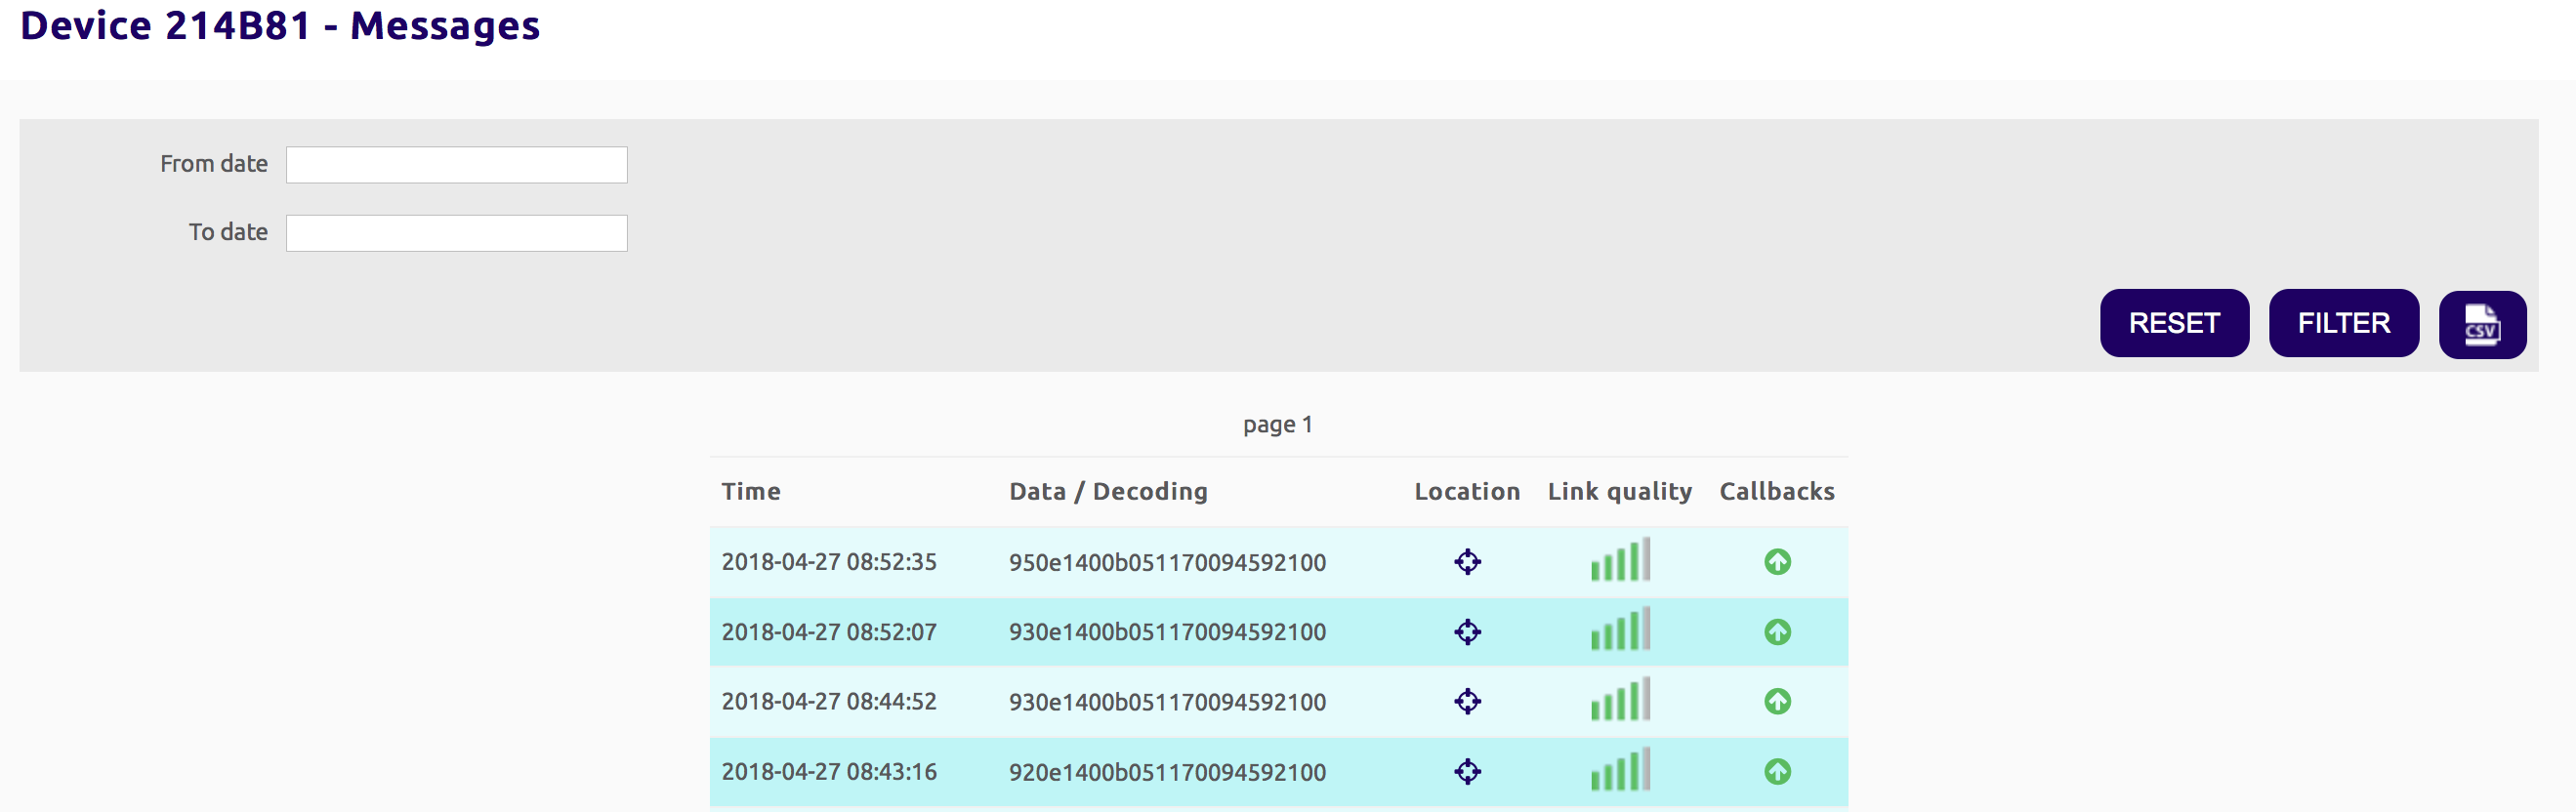 Device 214B81 - Messages
From date
To date
RESET FILTER CSV
page 1
Time Data / Decoding Location Link quality Callbacks
2018-04-27 08:52:35 950e1400b051170094592100
2018-04-27 08:52:07 930e1400b051170094592100
2018-04-27 08:44:52 930e1400b051170094592100
2018-04-27 08:43:16 920e1400b051170094592100